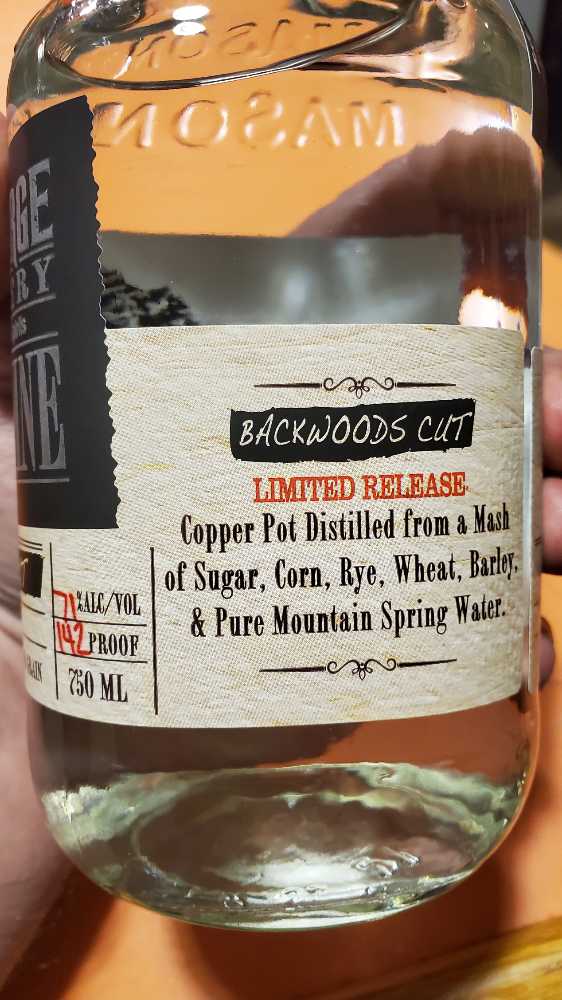 MASON
MASON
BACKWOODS CUT
LIMITED RELEASE
Copper Pot Distilled from a Mash
of Sugar, Corn, Rye, Wheat, Barley,
& Pure Mountain Spring Water.
71%ALC/VOL
142 PROOF
750 ML